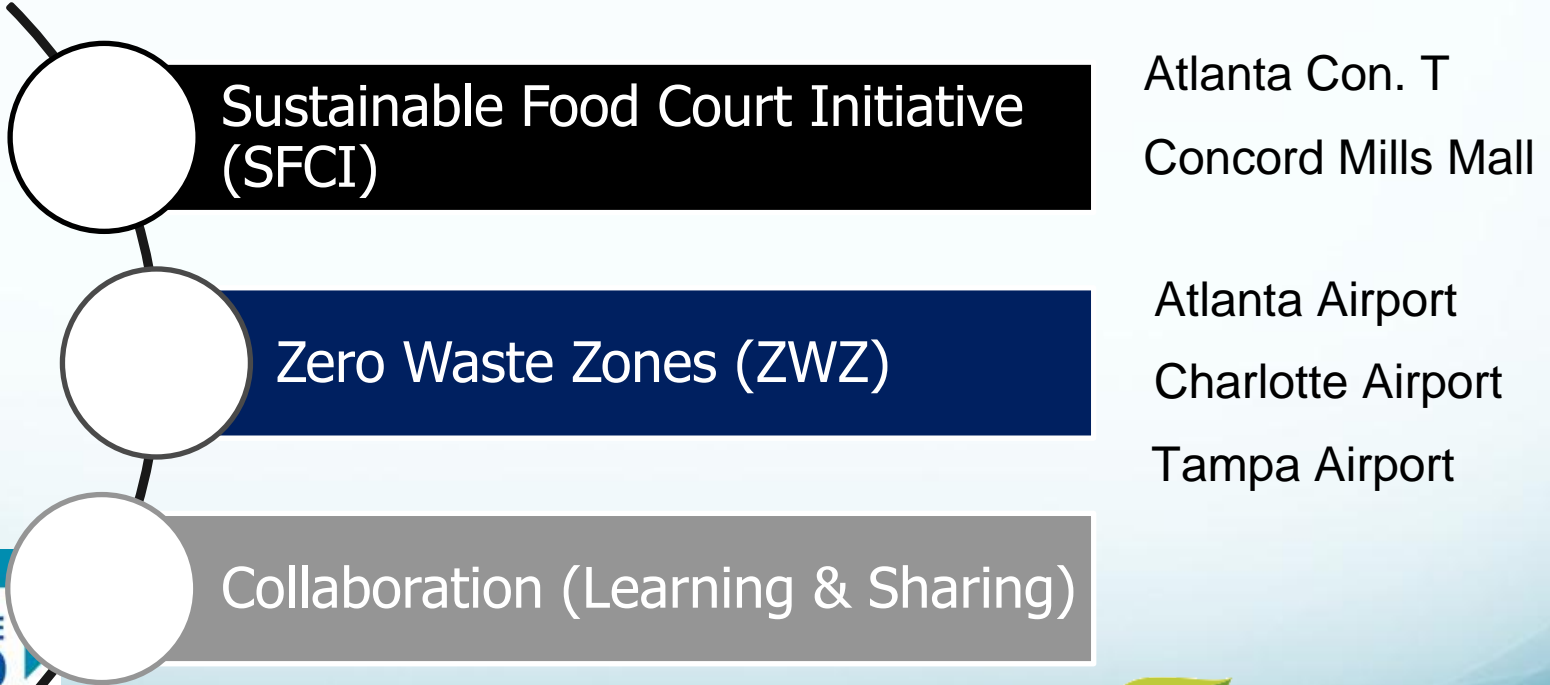 Sustainable Food Court Initiative
(SFCI)
Atlanta Con. T
Concord Mills Mall
Zero Waste Zones (ZWZ)
Atlanta Airport
Charlotte Airport
Tampa Airport
Collaboration (Learning & Sharing)